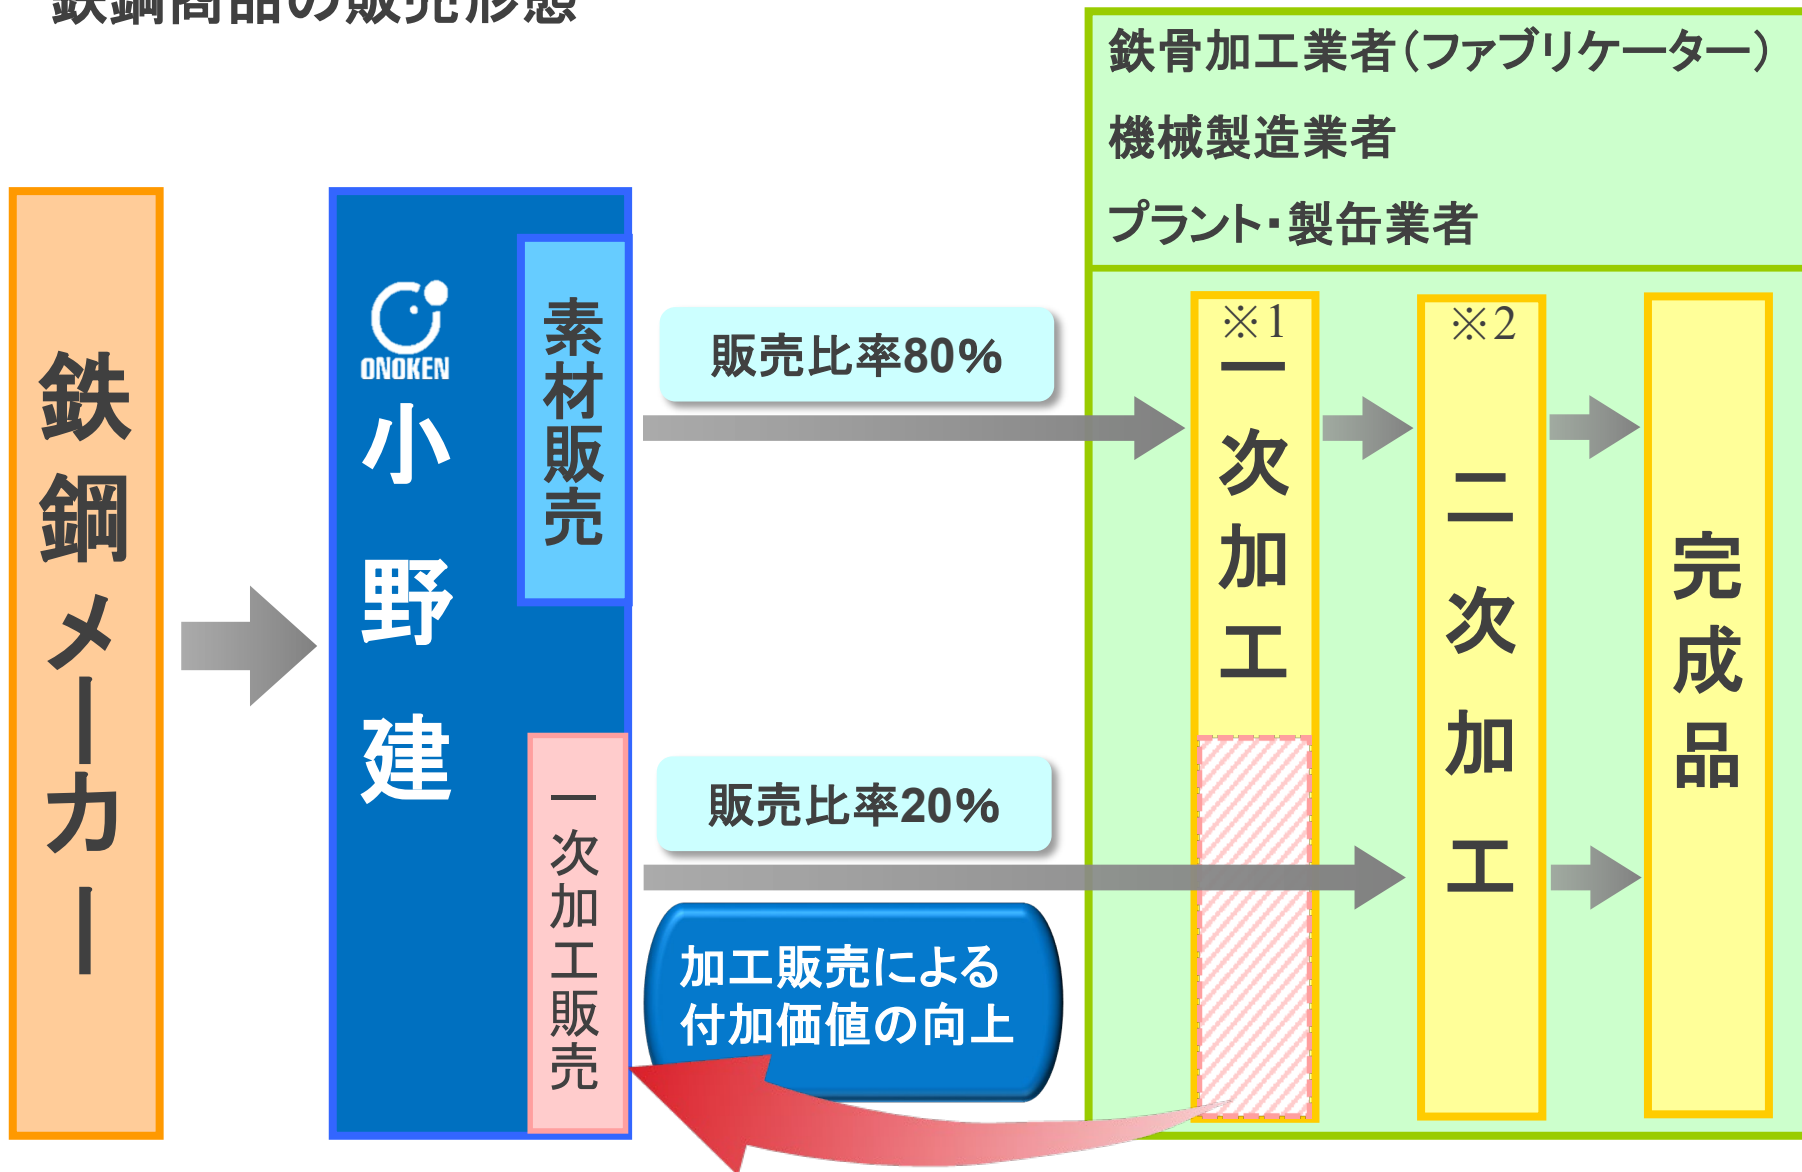 鉄鋼商品の販売形態
鉄骨加工業者(ファブリケーター)
機械製造業者
プラント・製缶業者
鉄鋼メーカー
ONOKEN
小野建
素材販売
販売比率80%
※1
一次加工
※2
二次加工
完成品
一次加工販売
販売比率20%
加工販売による
付加価値の向上